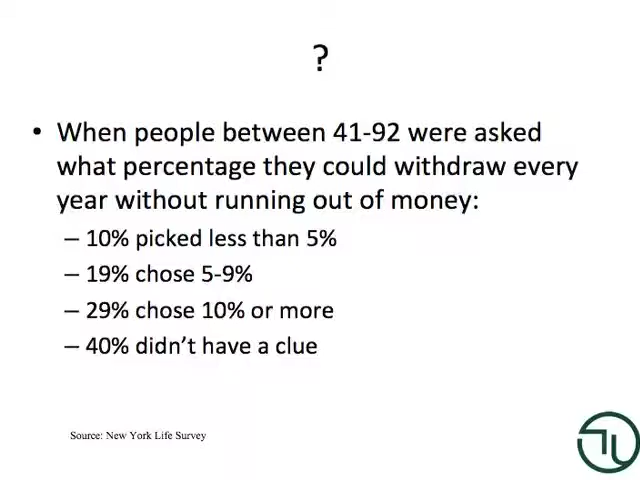 ?
• When people between 41-92 were asked
what percentage they could withdraw every
year without running out of money:
– 10% picked less than 5%
– 19% chose 5-9%
– 29% chose 10% or more
– 40% didn’t have a clue
Source: New York Life Survey